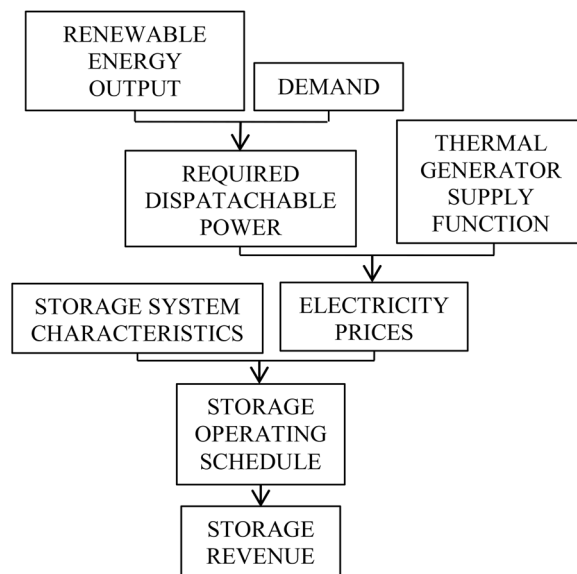 RENEWABLE
ENERGY
OUTPUT
DEMAND
REQUIRED
DISPATACHABLE
POWER
THERMAL
GENERATOR
SUPPLY
FUNCTION
STORAGE SYSTEM
CHARACTERISTICS
ELECTRICITY
PRICES
STORAGE
OPERATING
SCHEDULE
STORAGE
REVENUE